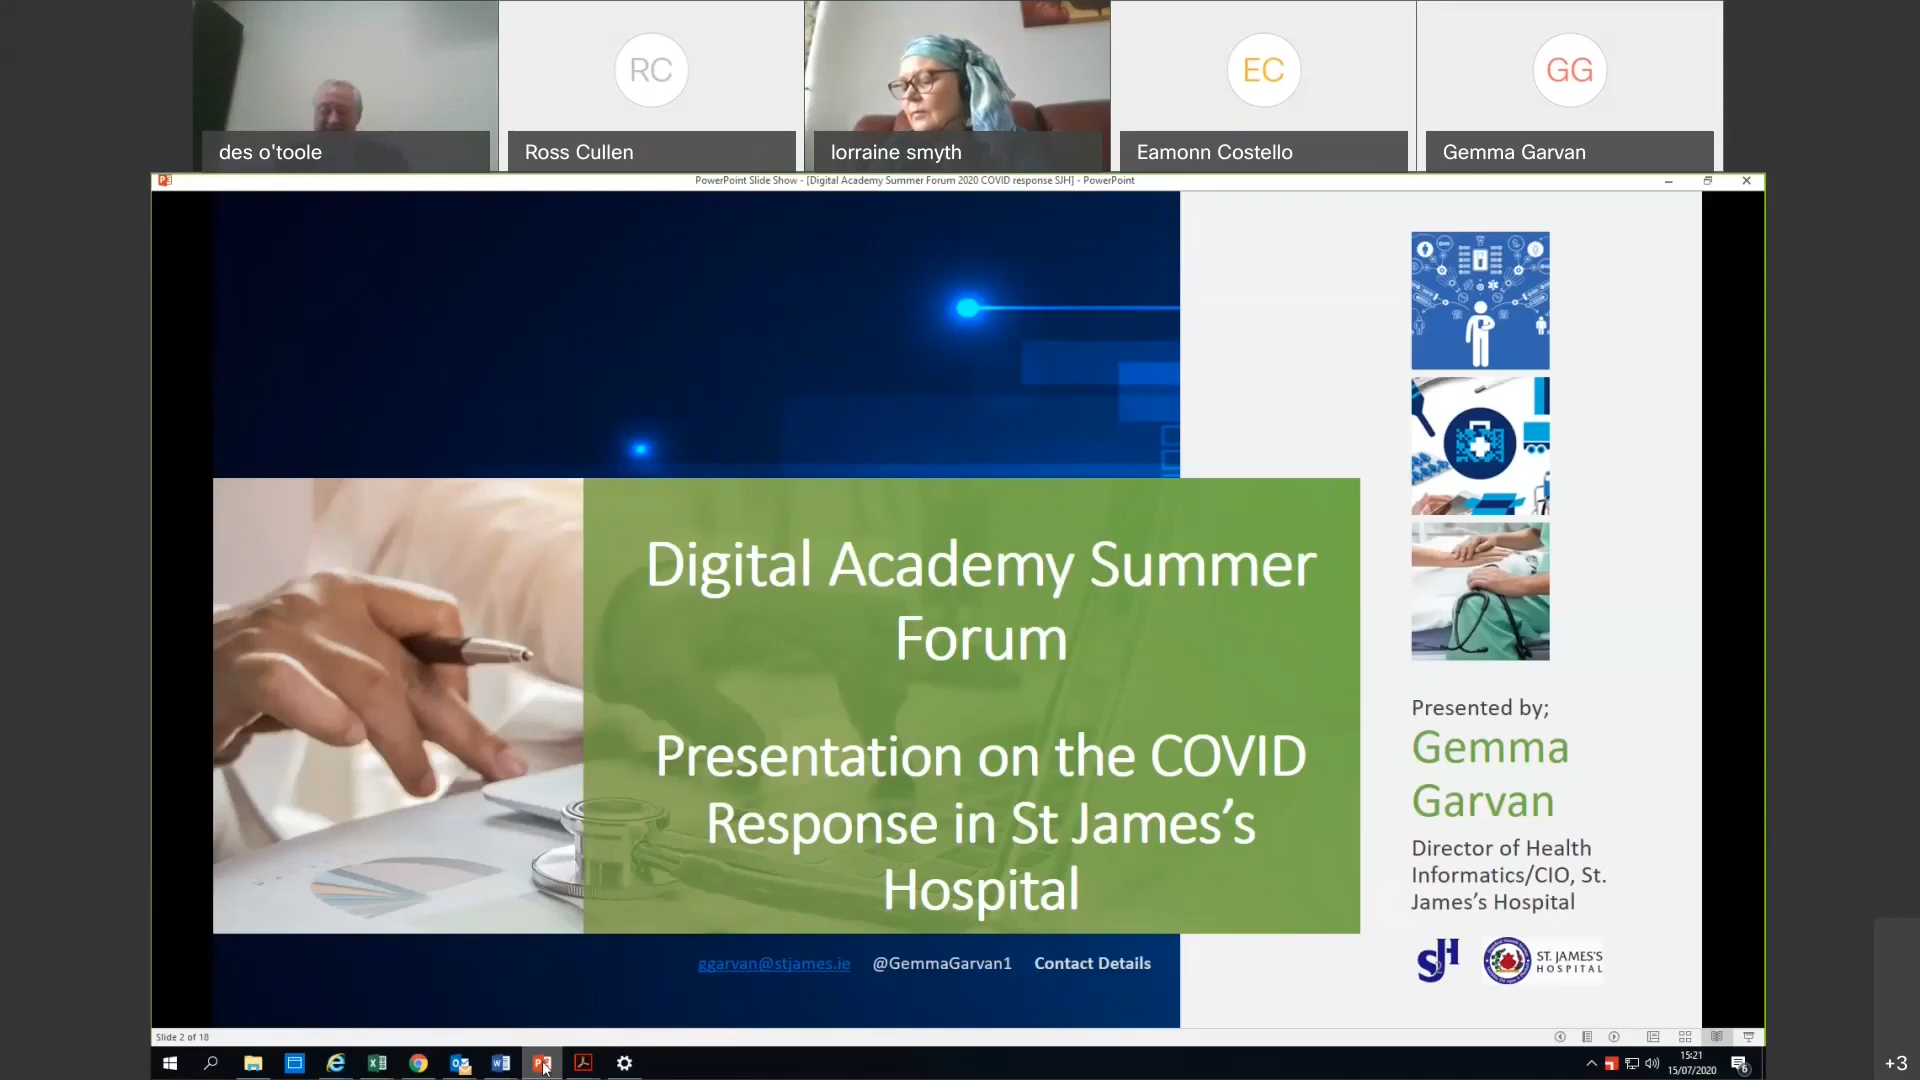 RC
EC
GG
des o'toole
Ross Cullen
lorraine smyth
Eamonn Costello
Gemma Garvan
PowerPoint Slide Show - [Digital Academy Summer Forum 2020 COVID response SJH] - PowerPoint
Digital Academy Summer
Forum
Presentation on the COVID
Response in St James’s
Hospital
Presented by;
Gemma
Garvan
Director of Health
Informatics/CIO, St.
James’s Hospital
SJH
ST. JAMES'S
HOSPITAL
ggarvan@stjames.ie @GemmaGarvan1 Contact Details
Slide 2 of 18
15:21
15/07/2020
6
+3